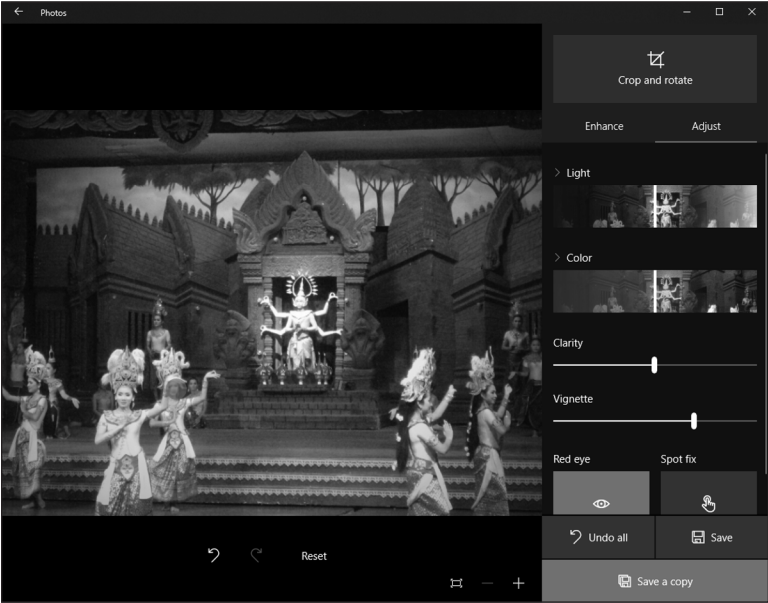 Photos
Crop and rotate
Enhance
Adjust
Light
Color
Clarity
Vignette
Red eye
Spot fix
Undo all
Save
Reset
Save a copy